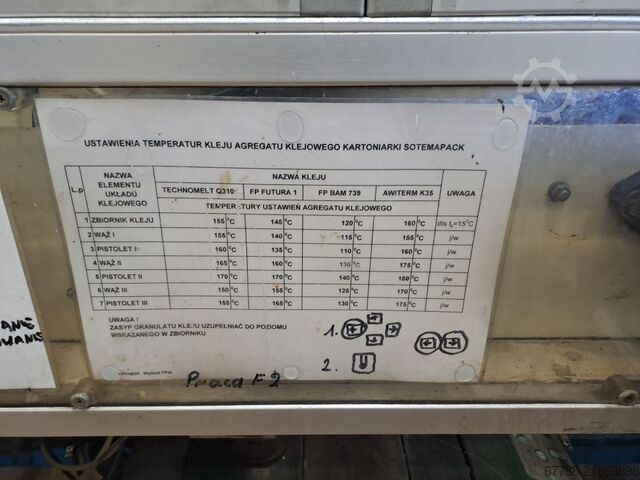 USTAWIENIA TEMPERATUR KLEJU AGREGATU KLEJOWEGO KARTONIARKI SOTEMAPACK
L.p NAZWA ELEMENTU UKŁADU KLEJOWEGO NAZWA KLEJU UWAGA
TECHNOMELT Q310 FP FUTURA 1 FP BAM 739 AWITERM K35
TEMPERATURY USTAWIEŃ AGREGATU KLEJOWEGO
1 ZBIORNIK KLEJU 155 °C 145 °C 120 °C 160 °C dla t=15°C
2 WĄŻ I 155 °C 140 °C 115 °C 155 °C j/w
3 PISTOLET I 160 °C 135 °C 110 °C 160 °C j/w
4 WĄŻ II 165 °C 160 °C 130 °C 175 °C j/w
5 PISTOLET II 170 °C 170 °C 140 °C 180 °C j/w
6 WĄŻ III 150 °C 155 °C 125 °C 170 °C j/w
7 PISTOLET III 155 °C 165 °C 130 °C 175 °C j/w
UWAGA !
ZASYP GRANULATU KLEJU UZUPEŁNIAĆ DO POZIOMU
WSKAZANEGO W ZBIORNIKU
1.
2.
Wydział PPW
Praca F2
67788-21563698